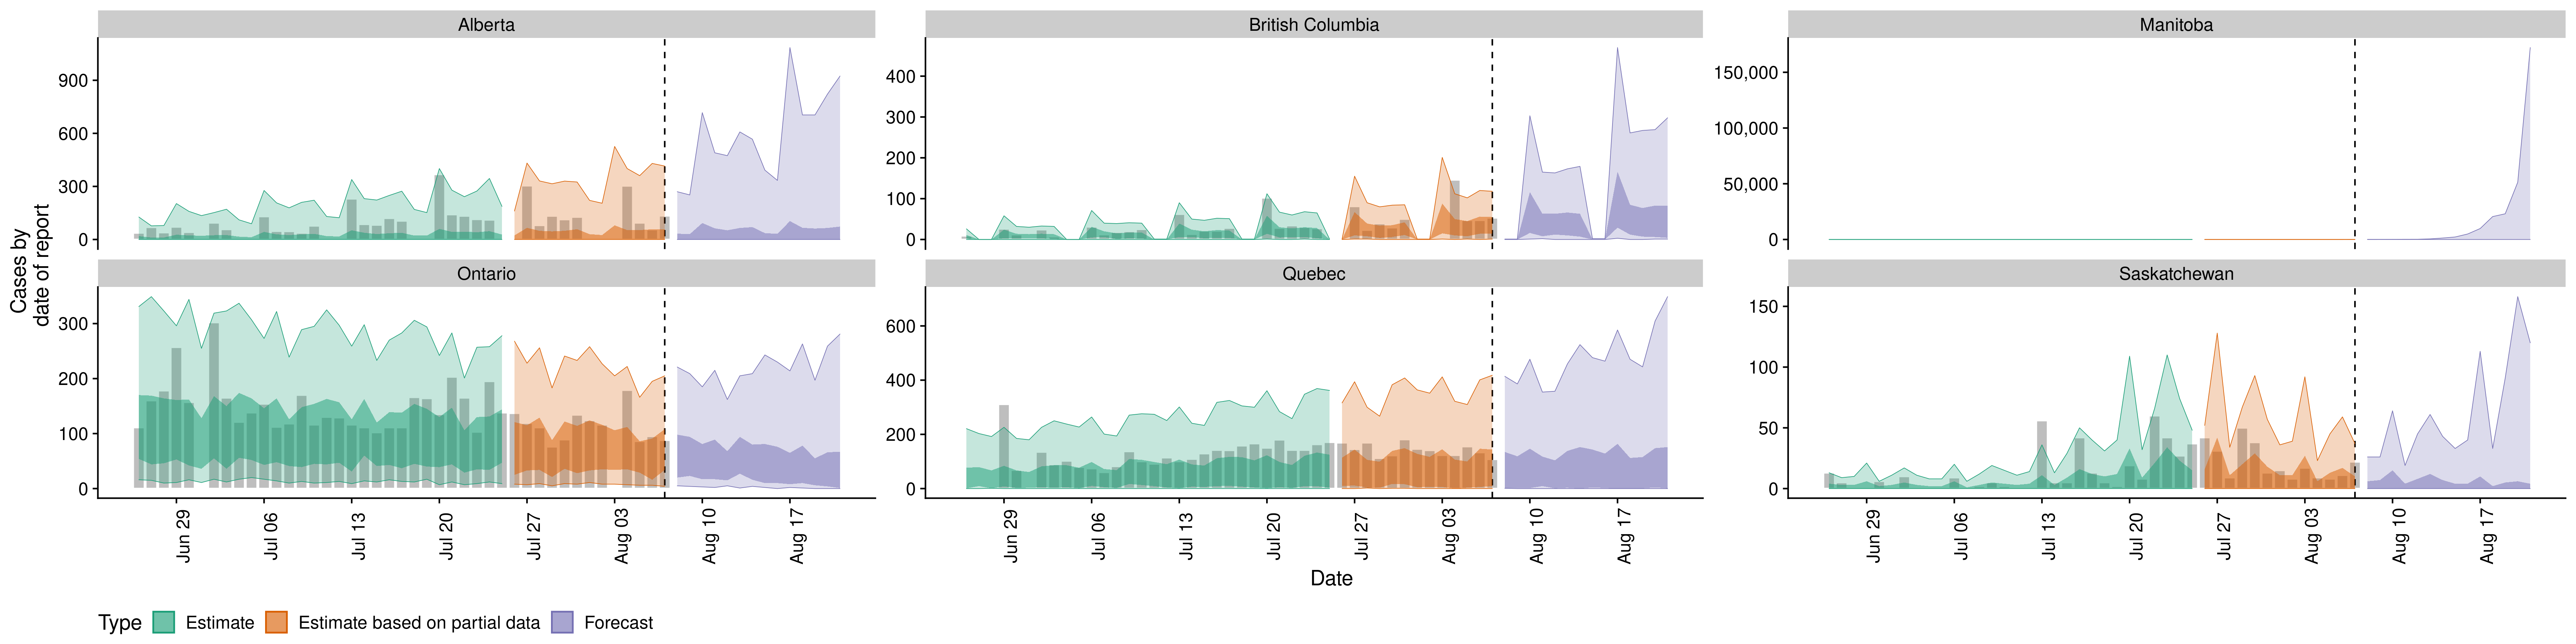 Alberta
British Columbia
Manitoba
Cases by
date of report
900
600
300
0
400
300
200
100
0
150,000
100,000
50,000
0
Ontario
Quebec
Saskatchewan
300
200
100
0
600
400
200
0
150
100
50
0
Jun 29
Jul 06
Jul 13
Jul 20
Jul 27
Aug 03
Aug 10
Aug 17
Jun 29
Jul 06
Jul 13
Jul 20
Jul 27
Aug 03
Aug 10
Aug 17
Jun 29
Jul 06
Jul 13
Jul 20
Jul 27
Aug 03
Aug 10
Aug 17
Date
Type Estimate Estimate based on partial data Forecast